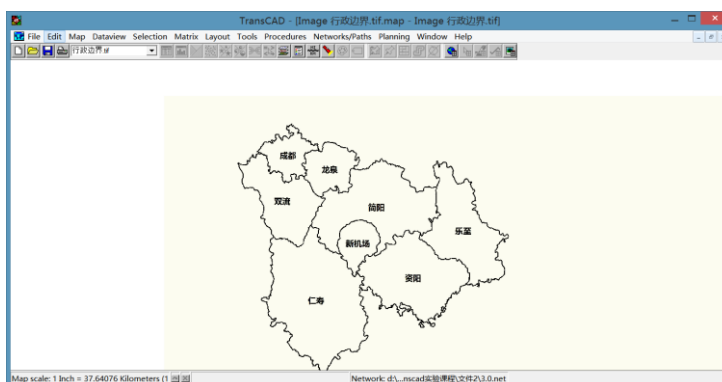 TransCAD - [Image 行政边界.tif.map - Image 行政边界.tif]
File Edit Map Dataview Selection Matrix Layout Tools Procedures Networks/Paths Planning Window Help
行政边界.tif
成都
龙泉
双流
简阳
乐至
新机场
资阳
仁寿
Map scale: 1 Inch = 37.64076 Kilometers (1
Network: d:\...nscad实验课程\文件2\3.0.net